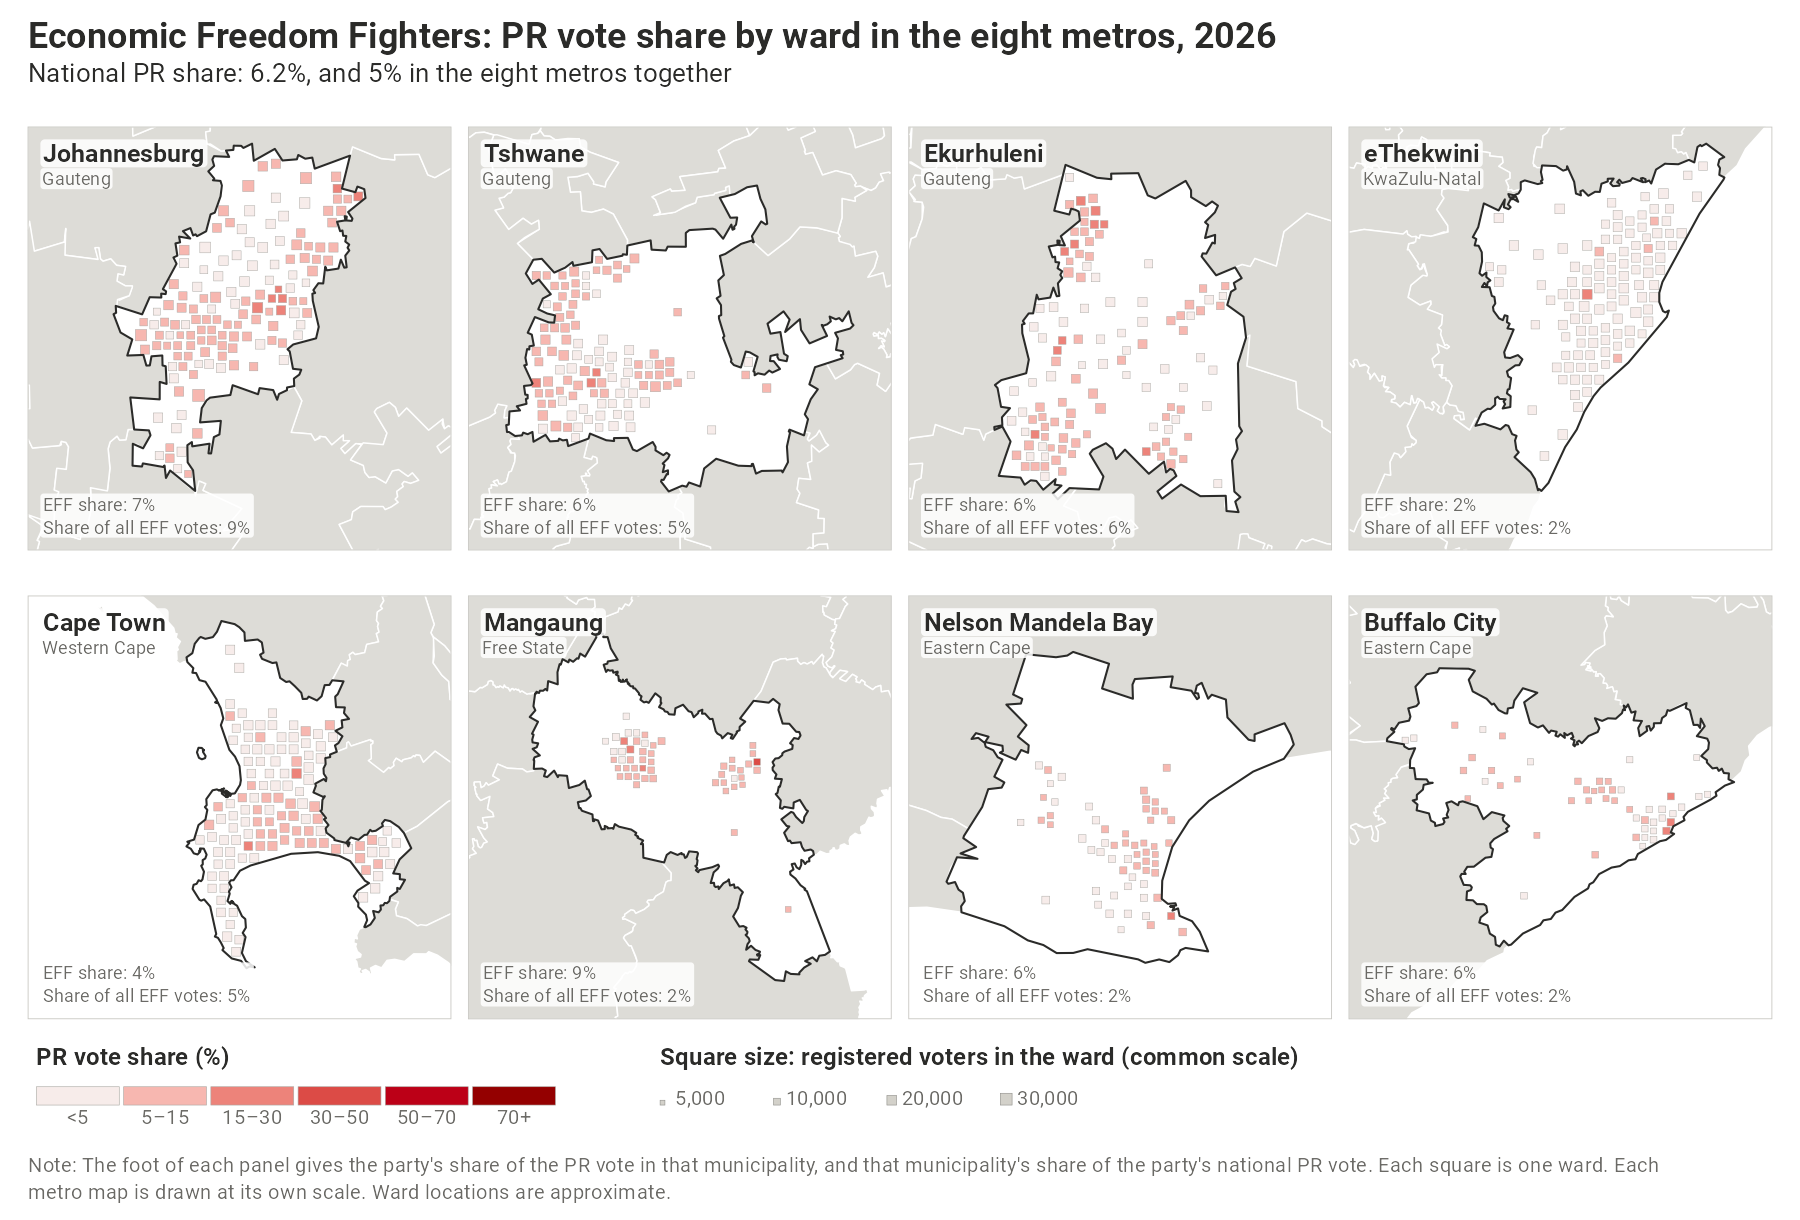 Economic Freedom Fighters: PR vote share by ward in the eight metros, 2026
National PR share: 6.2%, and 5% in the eight metros together
Johannesburg
Gauteng
EFF share: 7%
Share of all EFF votes: 9%
Tshwane
Gauteng
EFF share: 6%
Share of all EFF votes: 5%
Ekurhuleni
Gauteng
EFF share: 6%
Share of all EFF votes: 6%
eThekwini
KwaZulu-Natal
EFF share: 2%
Share of all EFF votes: 2%
Cape Town
Western Cape
EFF share: 4%
Share of all EFF votes: 5%
Mangaung
Free State
EFF share: 9%
Share of all EFF votes: 2%
Nelson Mandela Bay
Eastern Cape
EFF share: 6%
Share of all EFF votes: 2%
Buffalo City
Eastern Cape
EFF share: 6%
Share of all EFF votes: 2%
PR vote share (%)
<5 5–15 15–30 30–50 50–70 70+
Square size: registered voters in the ward (common scale)
5,000 10,000 20,000 30,000
Note: The foot of each panel gives the party's share of the PR vote in that municipality, and that municipality's share of the party's national PR vote. Each square is one ward. Each
metro map is drawn at its own scale. Ward locations are approximate.